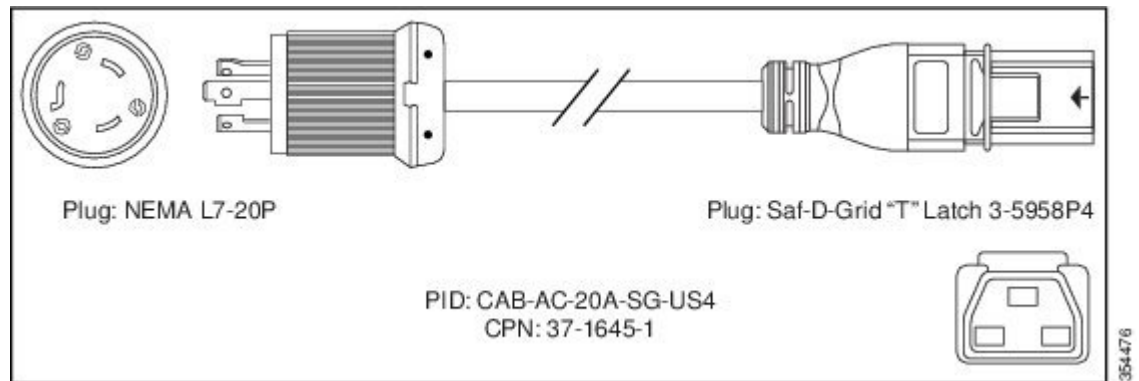 Plug: NEMA L7-20P
Plug: Saf-D-Grid “T” Latch 3-5958P4
PID: CAB-AC-20A-SG-US4
CPN: 37-1645-1
354476